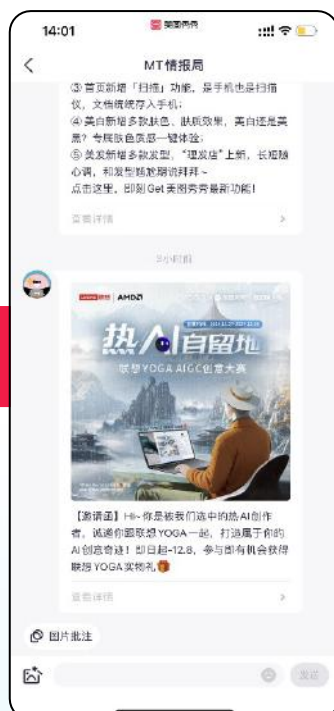 14:01
美图秀秀
MT情报局
③ 首页新增「扫描」功能，是手机也是扫描
仪，文档统统存入手机；
④ 美白新增多款肤色、肤质效果，美白还是美
黑？专属肤色质感一键体验；
⑤ 美发新增多款发型，“理发店”上新，长短随
心调，和发型尴尬期说拜拜~
点击这里，即刻Get美图秀秀最新功能！
查看详情
3小时前
Lenovo联想 AMD
热AI自留地
联想YOGA AIGC创意大赛
【邀请函】Hi~你是被我们选中的热AI创作
者，诚邀你跟联想YOGA一起，打造属于你的
AI创意奇迹！即日起-12.8，参与即有机会获得
联想YOGA实物礼
查看详情
图片批注
发送